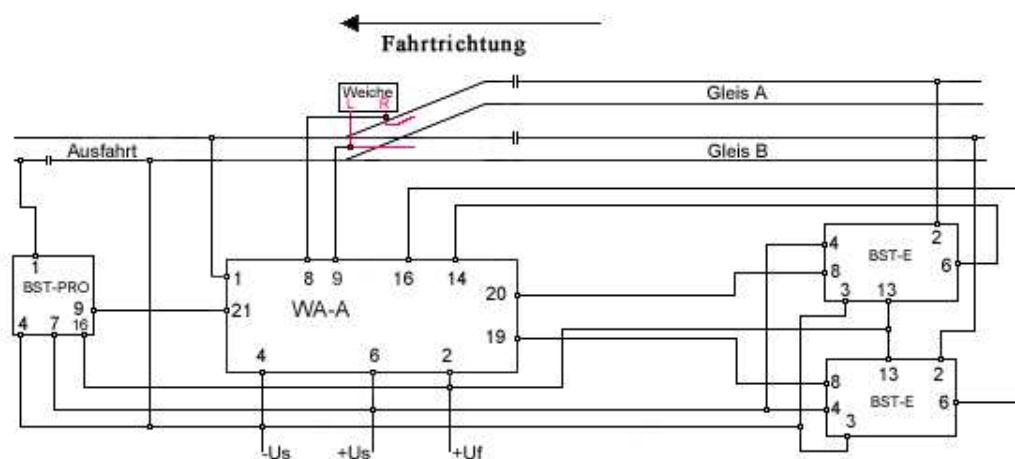 Fahrtrichtung
Weiche
L R
Gleis A
Ausfahrt
Gleis B
1
BST-PRO
9
4 7 16
8 9 16 14
1
21
WA-A
20
19
4 6 2
2
4
BST-E
6
8
3 13
13 2
8
BST-E
6
4
3
-Us +Us +Uf